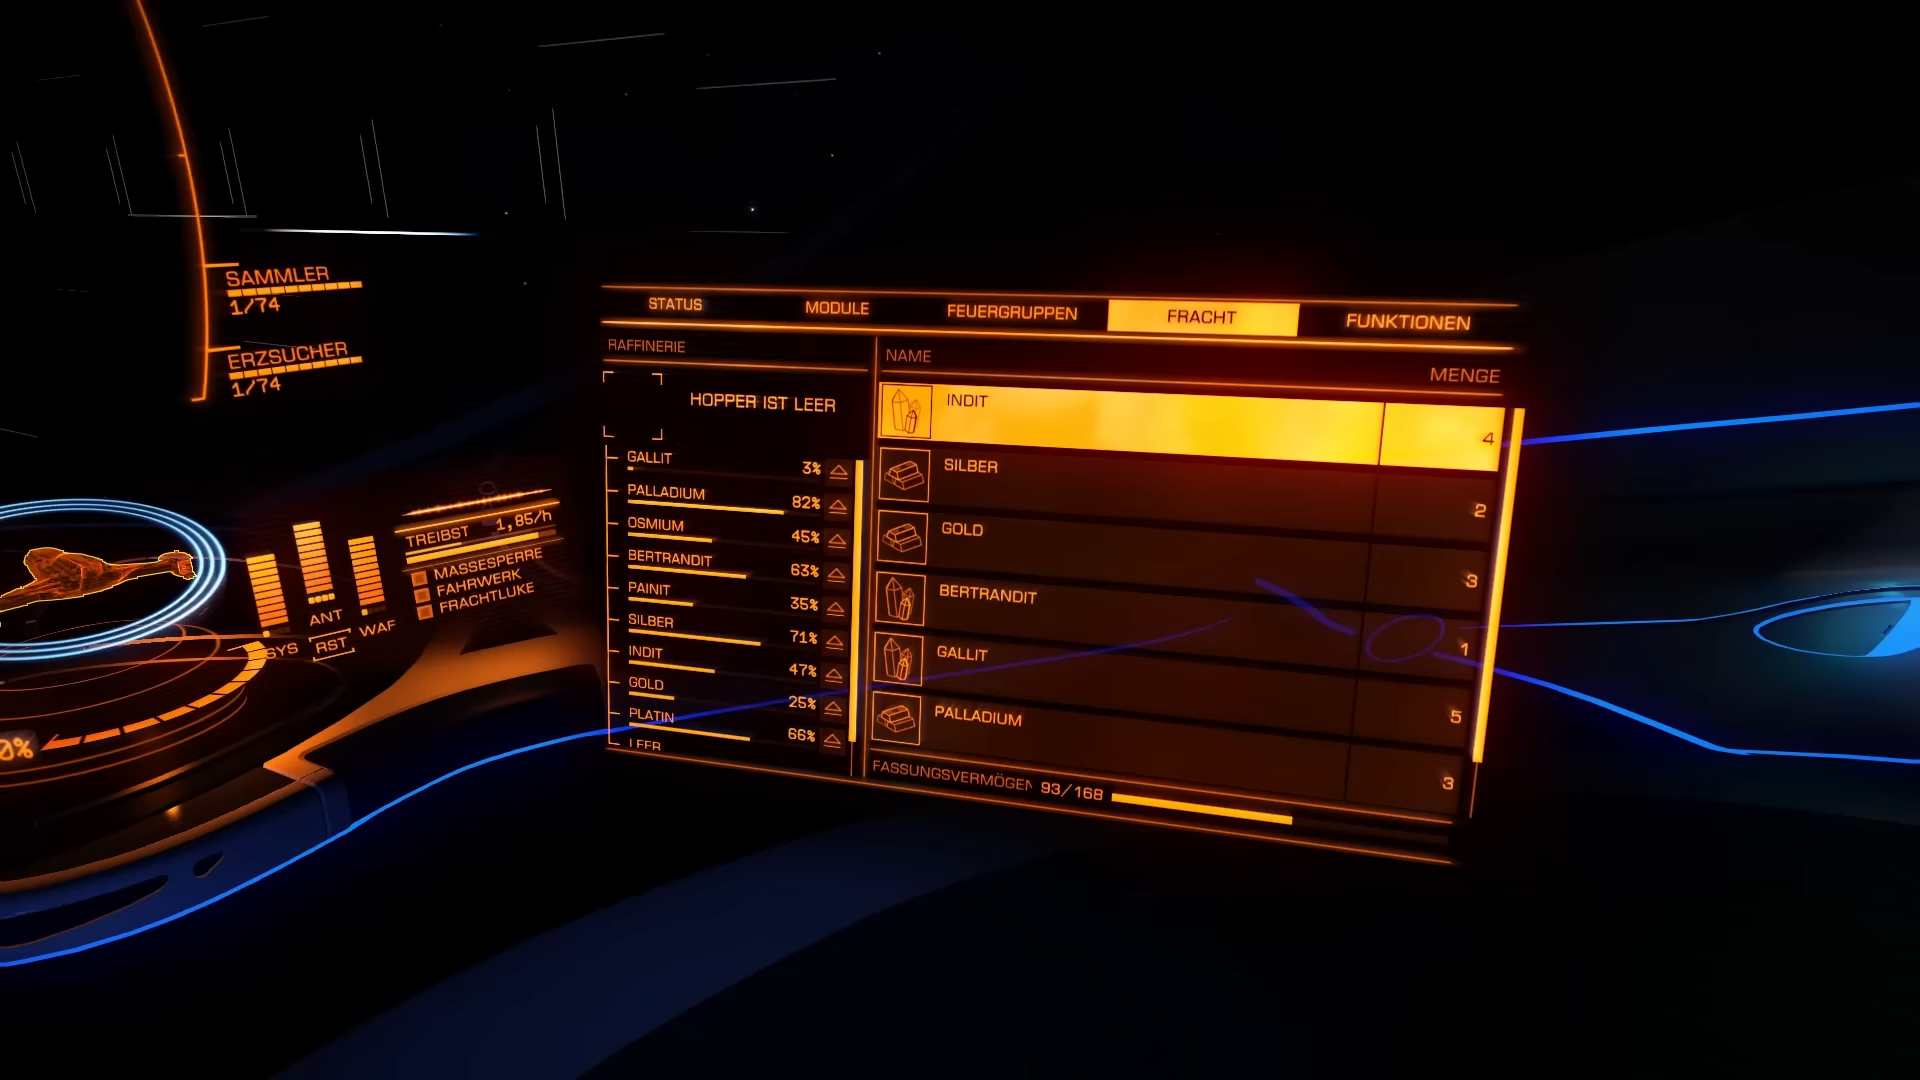 SAMMLER
1/74
ERZSUCHER
1/74
SYS
ANT
RST
WAF
TREIBST 1,85/h
MASSESPERRE
FAHRWERK
FRACHTLUKE
0%
STATUS MODULE FEUERGRUPPEN FRACHT FUNKTIONEN
RAFFINERIE
HOPPER IST LEER
GALLIT 3%
PALLADIUM 82%
OSMIUM 45%
BERTRANDIT 63%
PAINIT 35%
SILBER 71%
INDIT 47%
GOLD 25%
PLATIN 66%
LEER
NAME MENGE
INDIT 4
SILBER 2
GOLD 3
BERTRANDIT 1
GALLIT 5
PALLADIUM 3
FASSUNGSVERMÖGEN 93/168